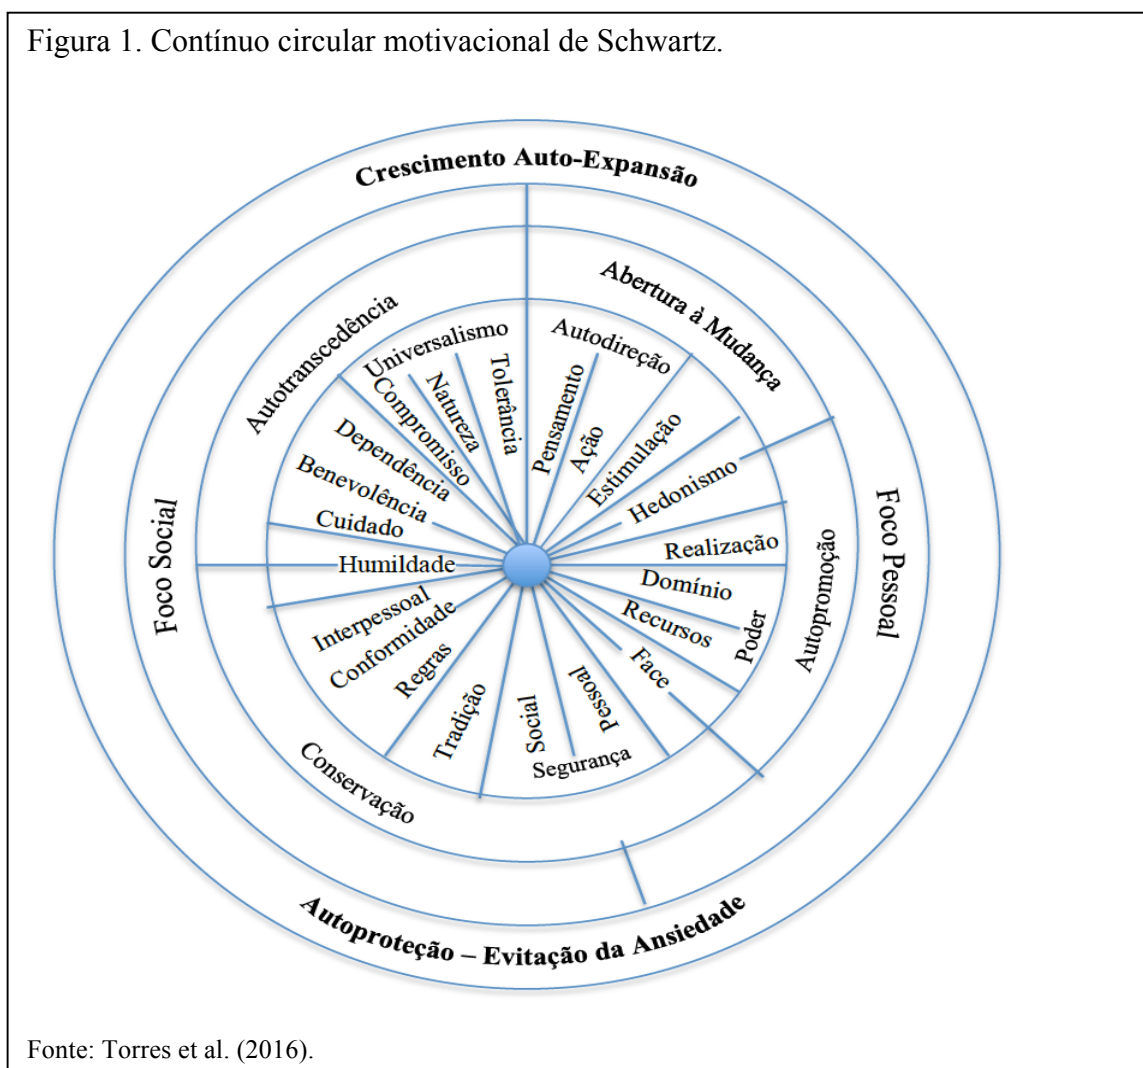 Figura 1. Contínuo circular motivacional de Schwartz.
Crescimento Auto-Expansão
Abertura à Mudança
Autotranscedência
Universalismo
Autodireção
Tolerância
Natureza
Compromisso
Pensamento
Ação
Estimulação
Dependência
Benevolência
Cuidado
Hedonismo
Realização
Foco Social
Foco Pessoal
Humildade
Domínio
Autopromoção
Interpessoal
Conformidade
Regras
Recursos
Poder
Face
Tradição
Social
Pessoal
Segurança
Conservação
Autoproteção – Evitação da Ansiedade
Fonte: Torres et al. (2016).